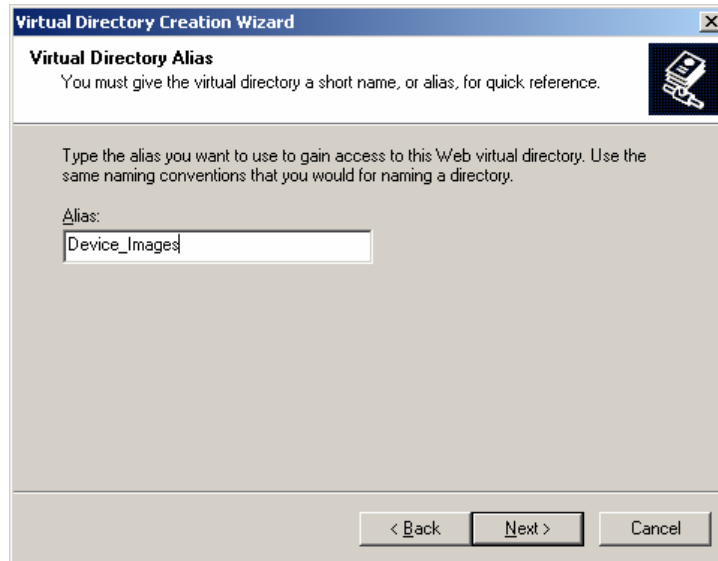 Virtual Directory Creation Wizard
Virtual Directory Alias
You must give the virtual directory a short name, or alias, for quick reference.
Type the alias you want to use to gain access to this Web virtual directory. Use the
same naming conventions that you would for naming a directory.
Alias:
Device_Images
< Back Next > Cancel